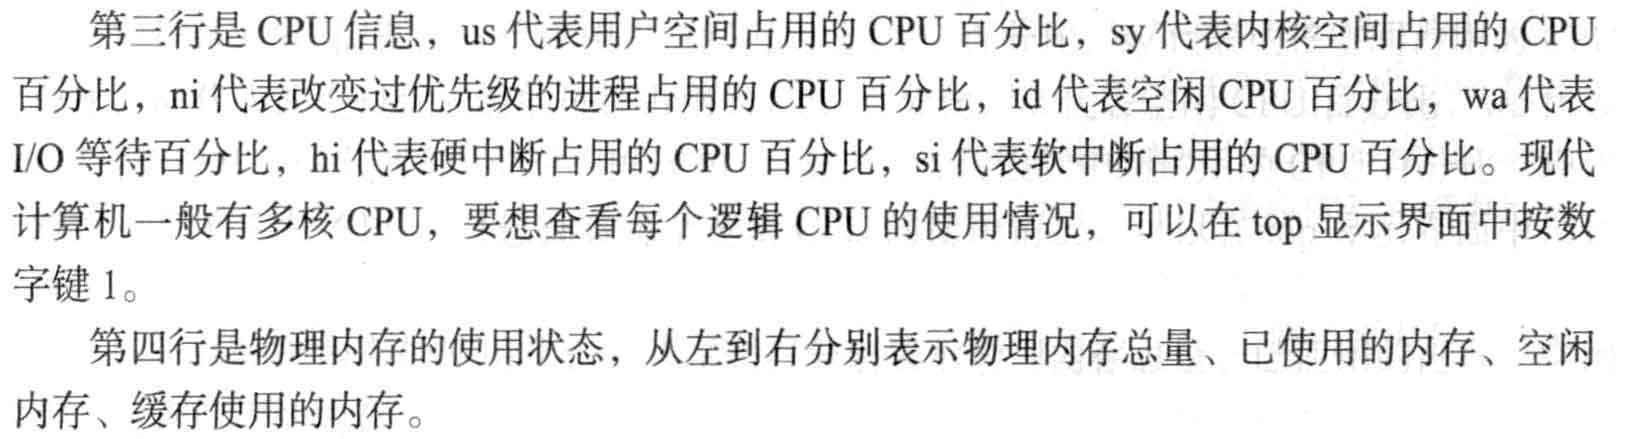 第三行是 CPU 信息，us 代表用户空间占用的 CPU 百分比，sy 代表内核空间占用的 CPU
百分比，ni 代表改变过优先级的进程占用的 CPU 百分比，id 代表空闲 CPU 百分比，wa 代表
I/O 等待百分比，hi 代表硬中断占用的 CPU 百分比，si 代表软中断占用的 CPU 百分比。现代
计算机一般有多核 CPU，要想查看每个逻辑 CPU 的使用情况，可以在 top 显示界面中按数
字键 1。
第四行是物理内存的使用状态，从左到右分别表示物理内存总量、已使用的内存、空闲
内存、缓存使用的内存。